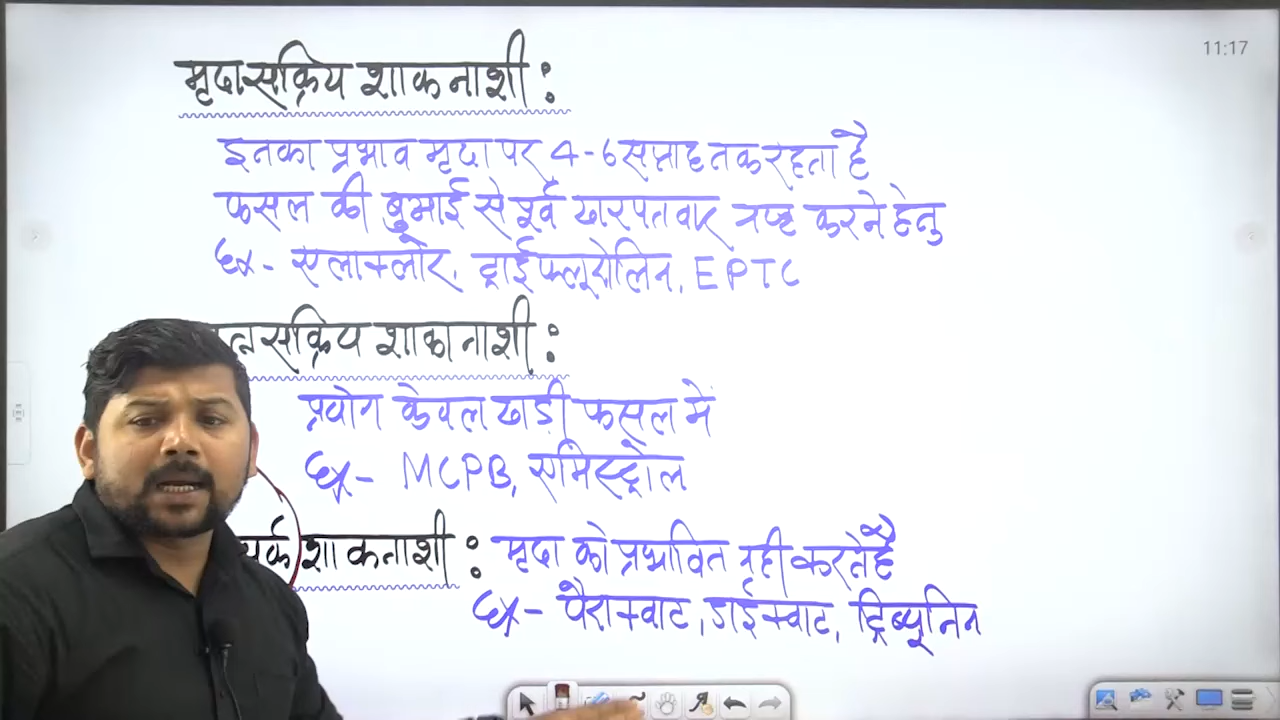 11:17
मृदा सक्रिय शाकनाशी :
इनका प्रभाव मृदा पर 4-6 सप्ताह तक रहता है
फसल की बुआई से पूर्व खरपतवार नष्ट करने हेतु
Ex- एलाक्लोर, ट्राईफ्लूरोलिन, EPTC
सक्रिय शाकानाशी :
प्रयोग केवल खड़ी फसल में
Ex- MCPB, एमिस्ट्रोल
शाकनाशी : मृदा को प्रभावित नही करते है
Ex- पैराक्वाट, डाईक्वाट, ट्रिब्यूनिन